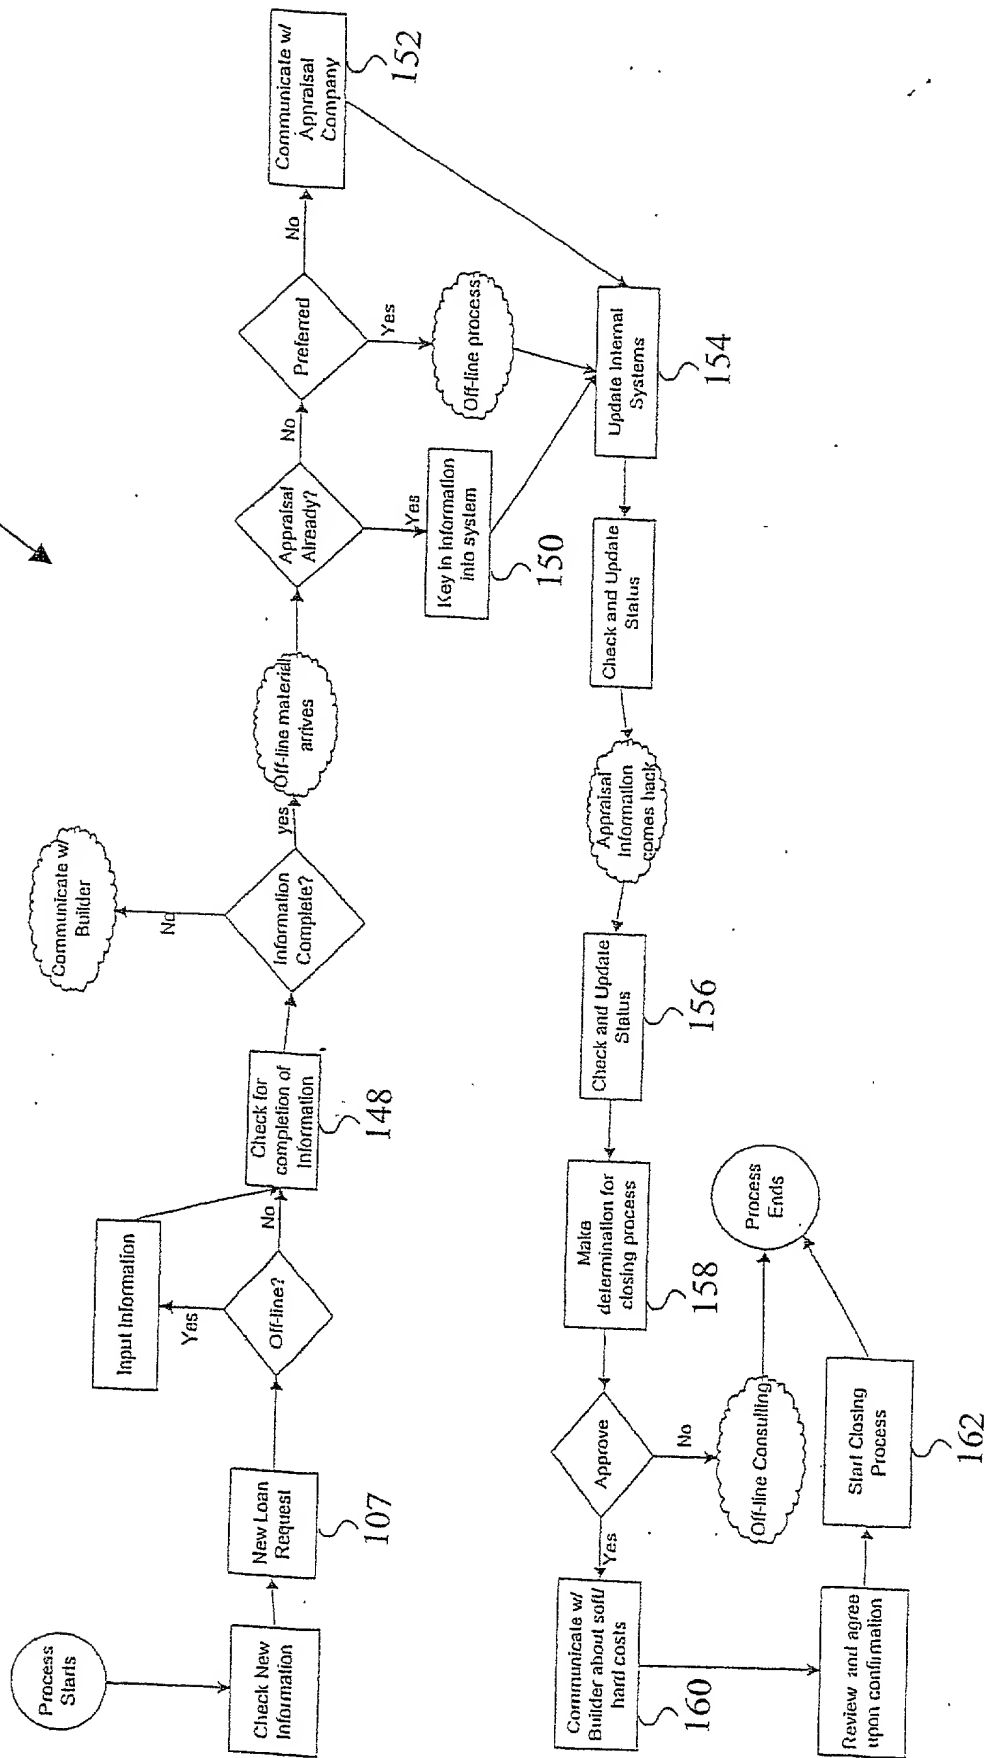 Process
Starts
Check New
Information
New Loan
Request
107
Off-line?
Yes
No
Input Information
Check for
completion of
Information
148
Information
Complete?
No
yes
Communicate w/
Builder
Off-line material
arrives
Appraisal
Already?
No
Yes
Key in Information
into system
150
Preferred
No
Yes
Off-line process
Communicate w/
Appraisal
Company
152
Update Internal
Systems
154
Check and Update
Status
Appraisal
Information
comes back
Check and Update
Status
156
Make
determination for
closing process
158
Approve
No
Yes
Off-line Consulting
Process
Ends
Communicate w/
Builder about soft/
hard costs
160
Review and agree
upon confirmation
Start Closing
Process
162